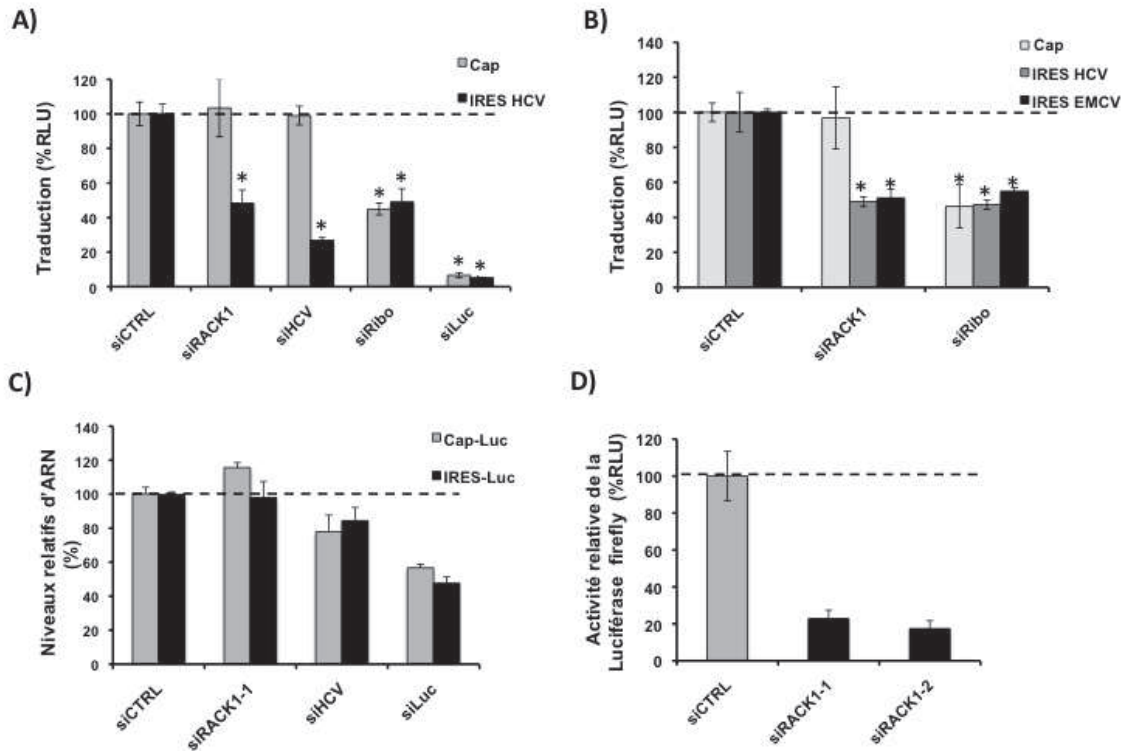 A)
Cap
IRES HCV
Traduction (%RLU)
120
100
80
60
40
20
0
*
*
*
*
*
*
siCTRL
siRACK1
siHCV
siRibo
siLuc
B)
Cap
IRES HCV
IRES EMCV
Traduction (%RLU)
140
120
100
80
60
40
20
0
*
*
*
*
*
siCTRL
siRACK1
siRibo
C)
Cap-Luc
IRES-Luc
Niveaux relatifs d'ARN
(%)
140
120
100
80
60
40
20
0
siCTRL
siRACK1-1
siHCV
siLuc
D)
Activité relative de la
Luciférase firefly (%RLU)
120
100
80
60
40
20
0
siCTRL
siRACK1-1
siRACK1-2